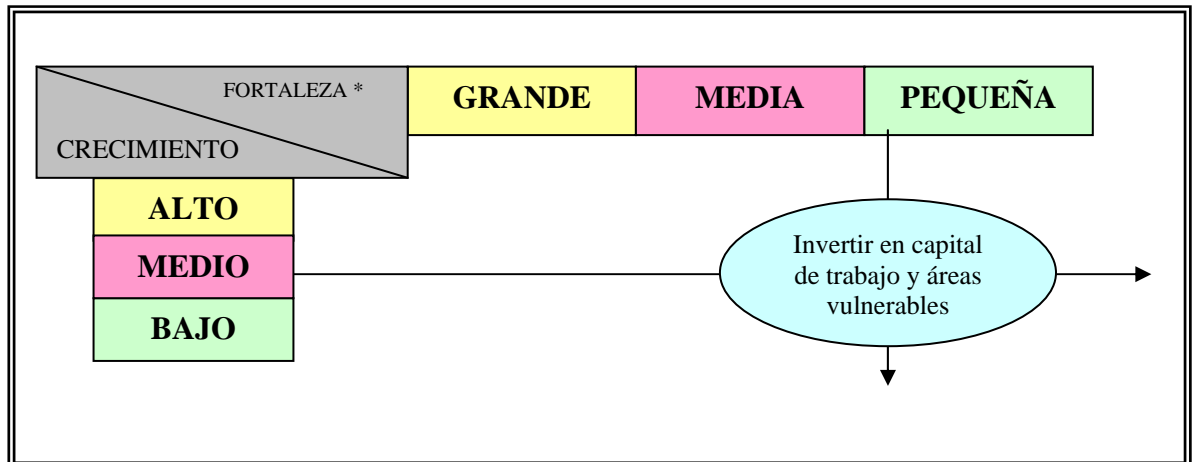 FORTALEZA *
GRANDE
MEDIA
PEQUEÑA
CRECIMIENTO
ALTO
MEDIO
BAJO
Invertir en capital
de trabajo y áreas
vulnerables